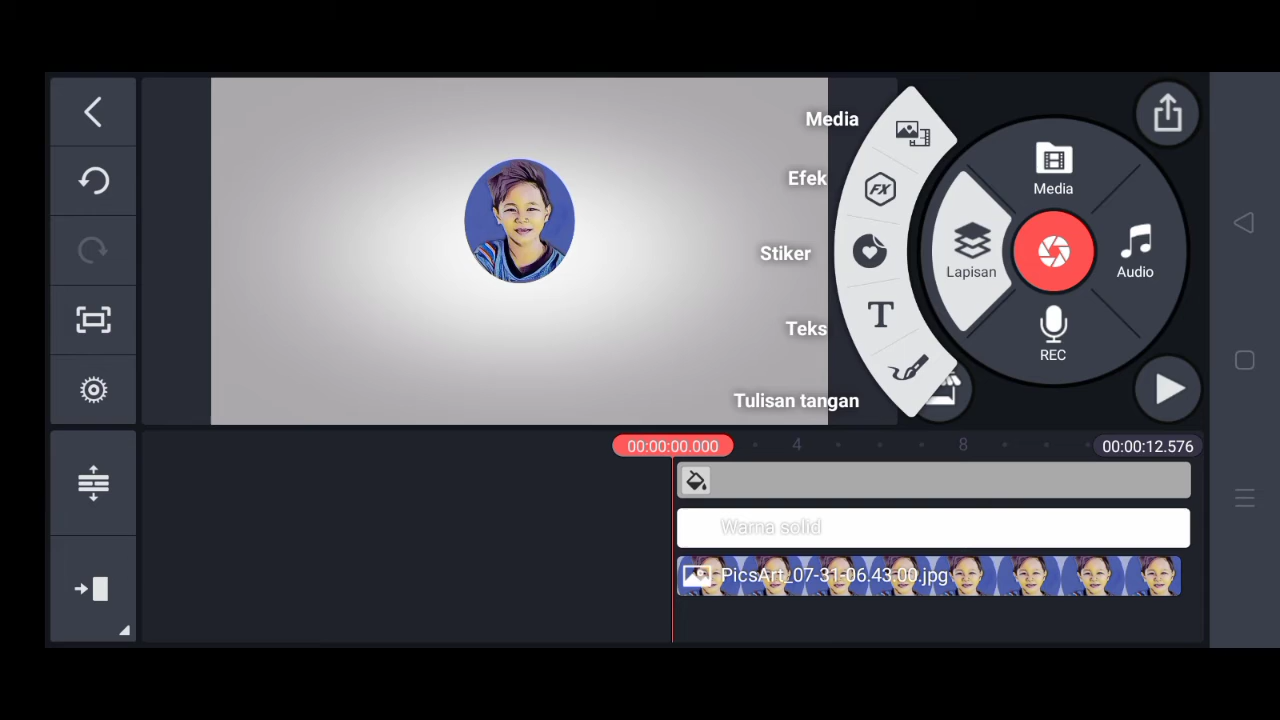 Media
Efek
Stiker
Teks
Tulisan tangan
FX
T
Media
Lapisan
Audio
REC
00:00:00.000
4
8
00:00:12.576
Warna solid
PicsArt_07-31-06.43.00.jpg